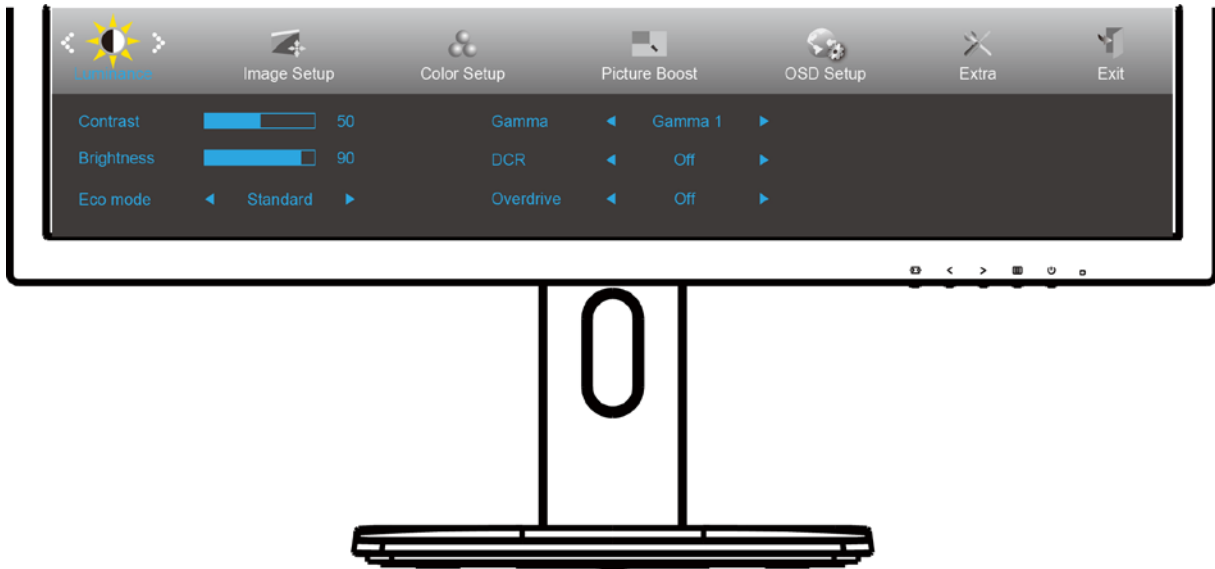 Luminance
Image Setup
Color Setup
Picture Boost
OSD Setup
Extra
Exit
Contrast 50 Gamma Gamma 1
Brightness 90 DCR Off
Eco mode Standard Overdrive Off